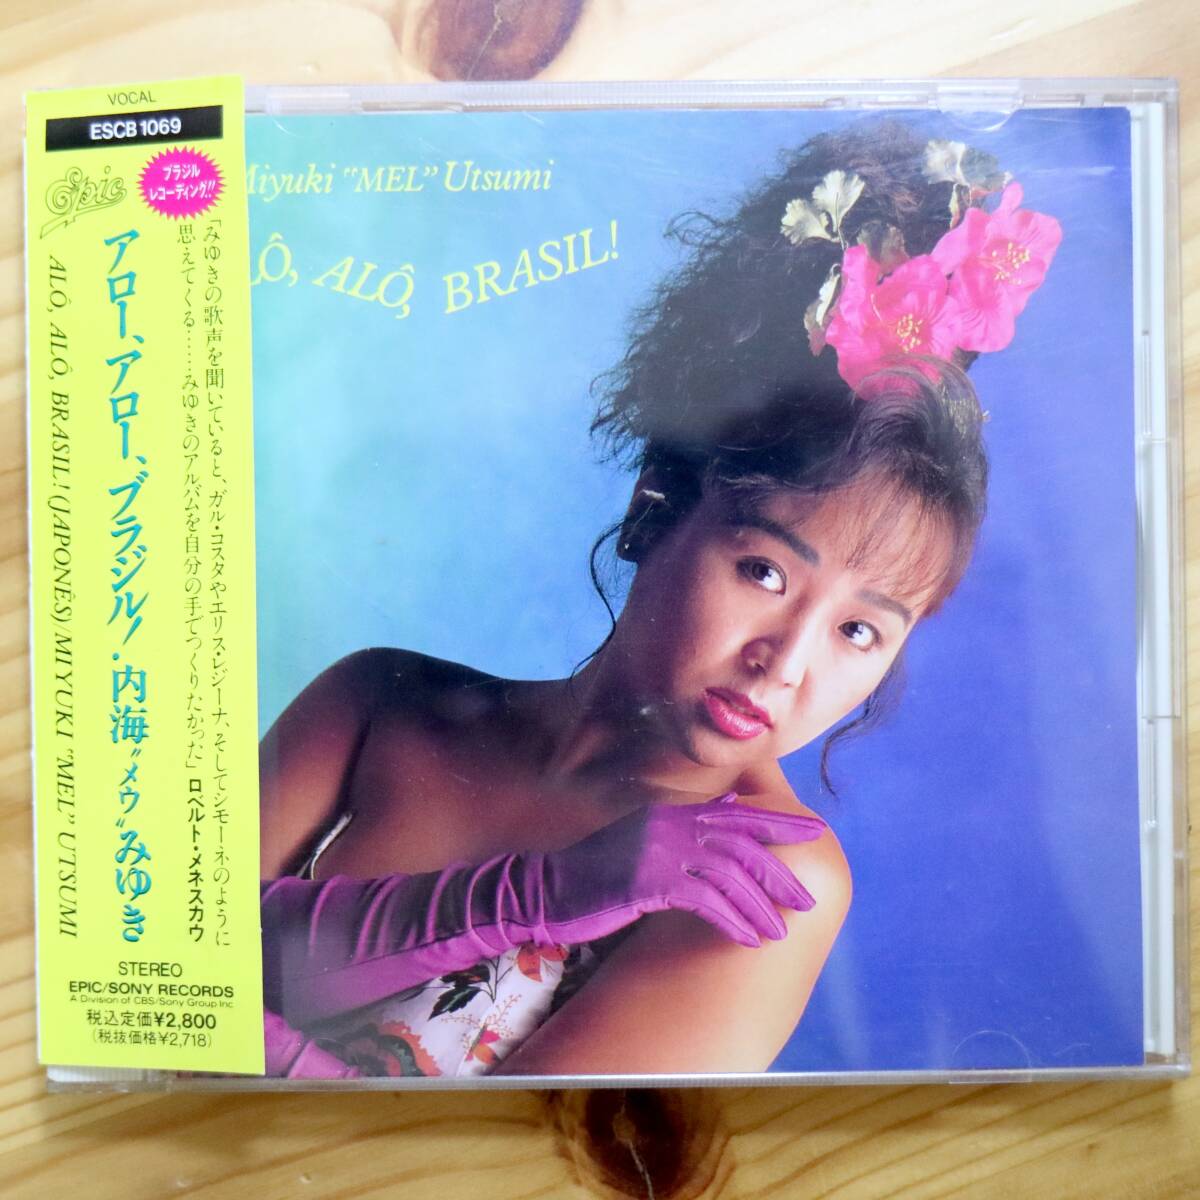 VOCAL
ESCB 1069
Epic
ブラジル
レコーディング!!
「みゆきの歌声を聞いていると、ガル・コスタやエリス・レジーナ、そしてシモーネのように
思えてくる……みゆきのアルバムを自分の手でつくりたかった」ロベルト・メネスカウ
アロー、アロー、ブラジル!・内海"メウ"みゆき
ALÔ, ALÔ, BRASIL! (JAPONÊS)/MIYUKI "MEL" UTSUMI
STEREO
EPIC/SONY RECORDS
A Division of CBS/Sony Group Inc
税込定価¥2,800
(税抜価格¥2,718)
Miyuki "MEL" Utsumi
LÔ, ALÔ, BRASIL!